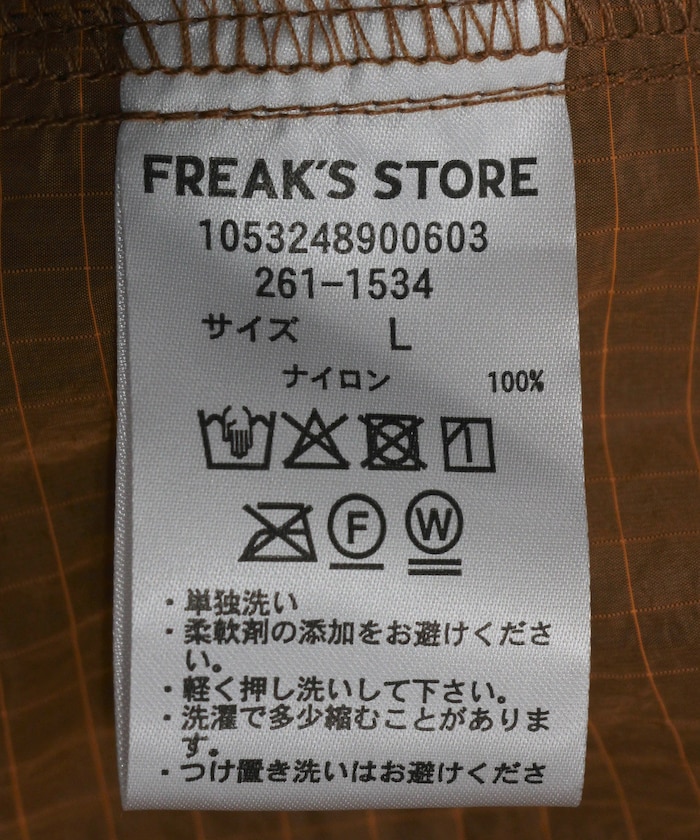 FREAK'S STORE
1053248900603
261-1534
サイズ L
ナイロン 100%
F W
・単独洗い
・柔軟剤の添加をお避けくださ
い。
・軽く押し洗いして下さい。
・洗濯で多少縮むことがありま
す。
・つけ置き洗いはお避けくださ